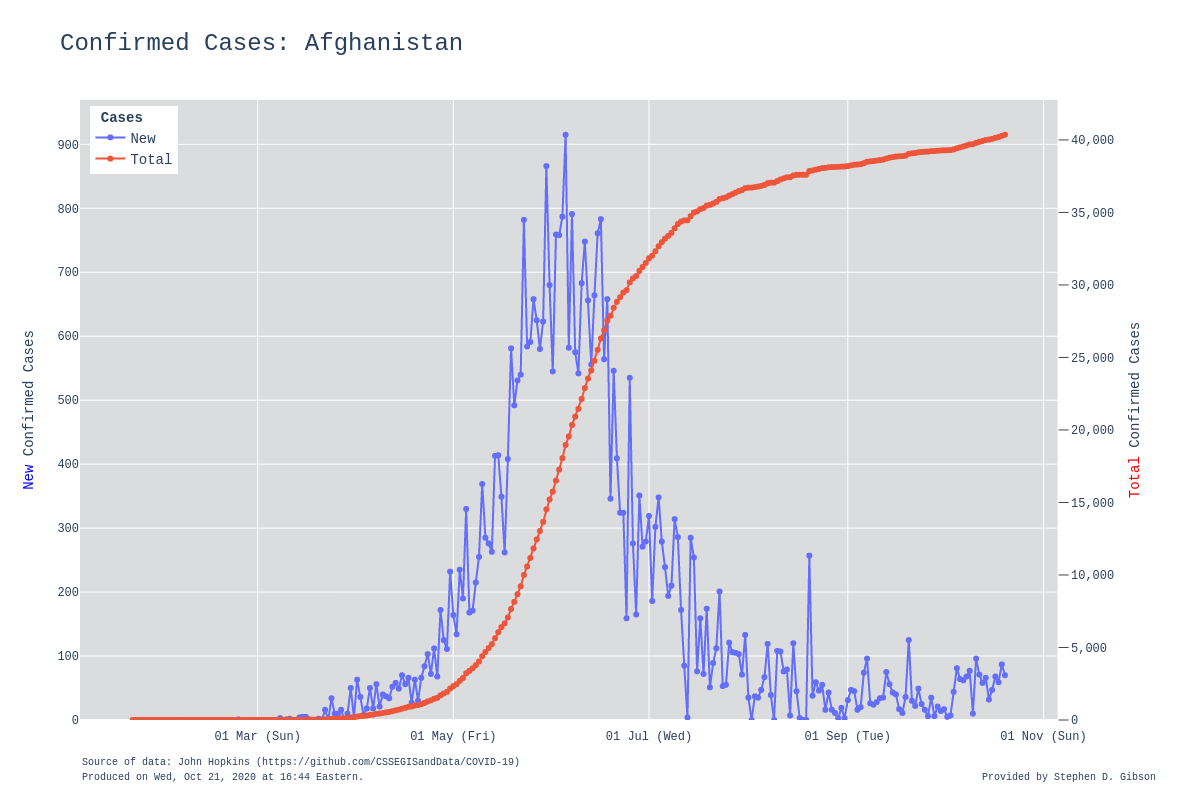 Confirmed Cases: Afghanistan
Cases
New
Total
900
800
700
600
500
400
300
200
100
0
New Confirmed Cases
40,000
35,000
30,000
25,000
20,000
15,000
10,000
5,000
0
Total Confirmed Cases
01 Mar (Sun) 01 May (Fri) 01 Jul (Wed) 01 Sep (Tue) 01 Nov (Sun)
Source of data: John Hopkins (https://github.com/CSSEGISandData/COVID-19)
Produced on Wed, Oct 21, 2020 at 16:44 Eastern.
Provided by Stephen D. Gibson